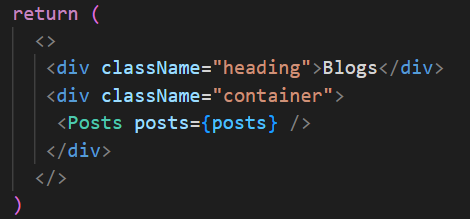 return (
<>
<div className="heading">Blogs</div>
<div className="container">
<Posts posts={posts} />
</div>
</>
)